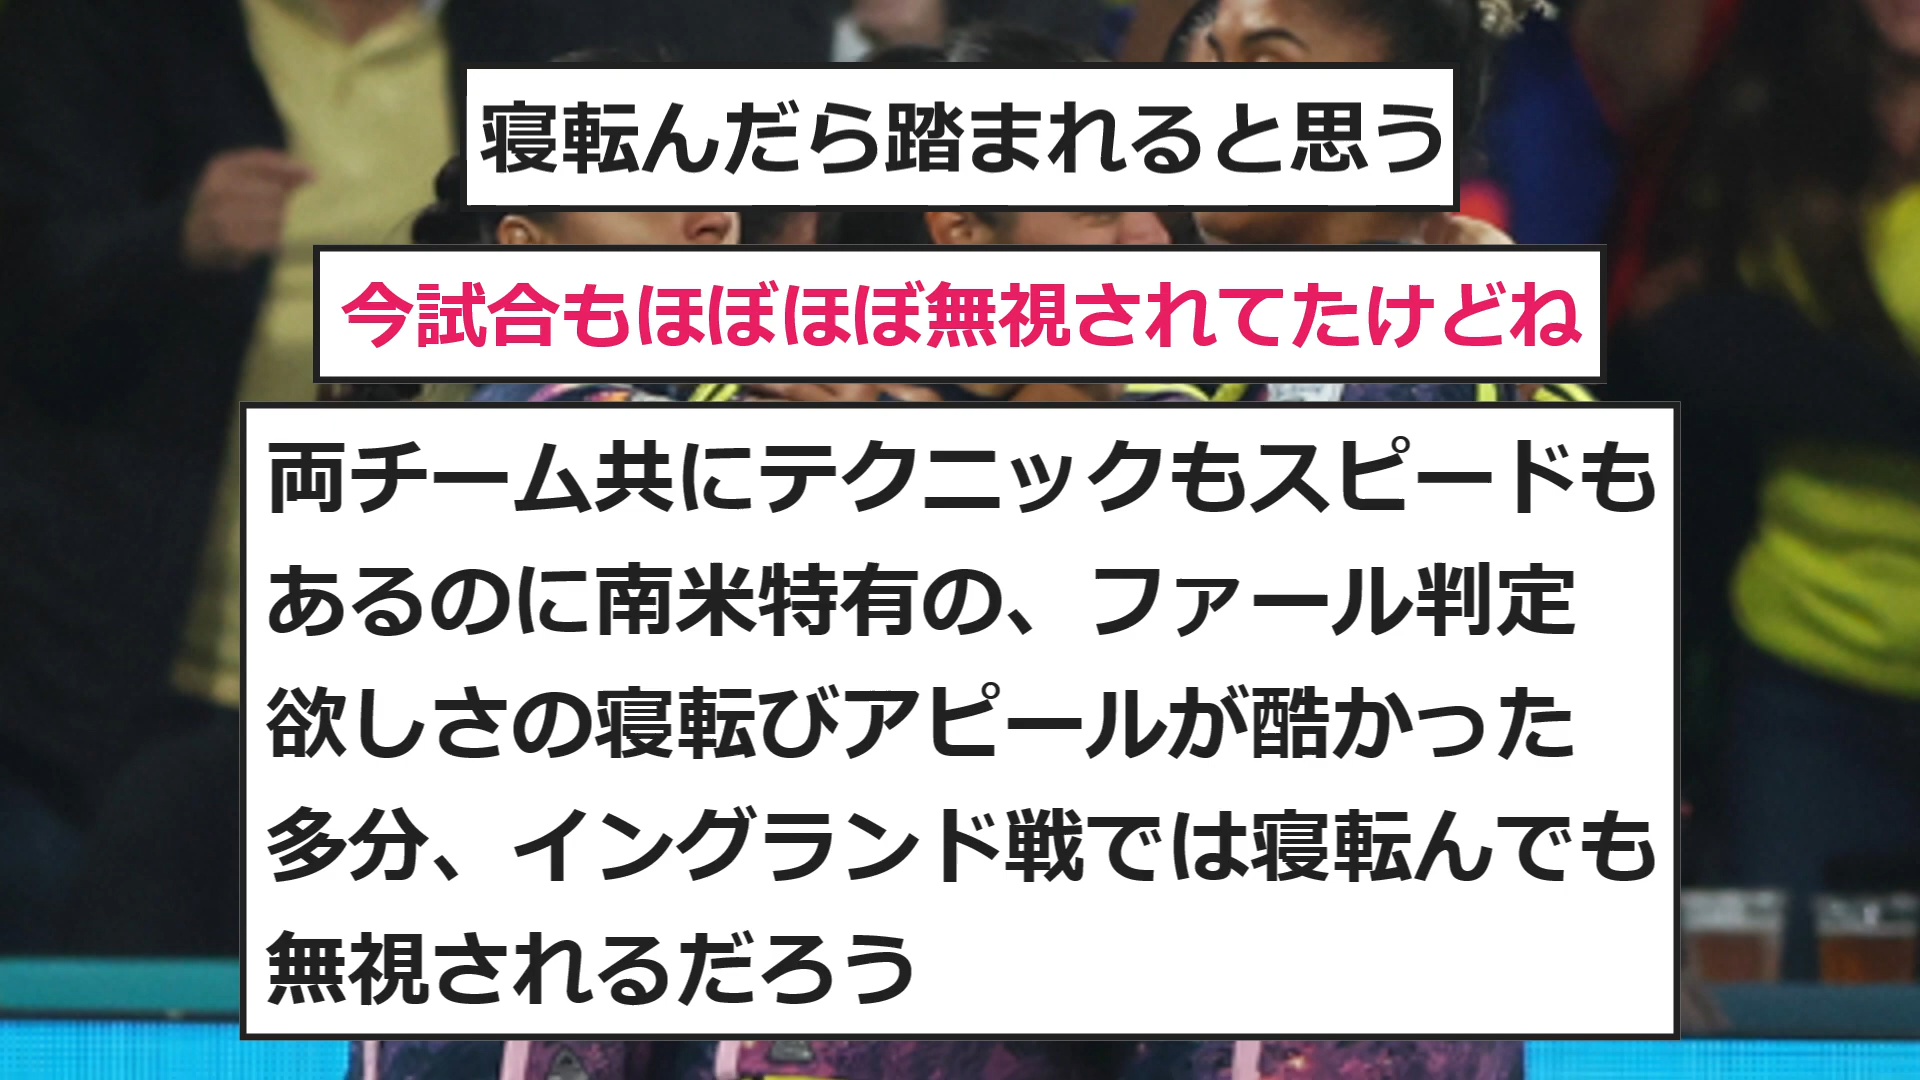 寝転んだら踏まれると思う
今試合もほぼほぼ無視されてたけどね
両チーム共にテクニックもスピードも
あるのに南米特有の、ファール判定
欲しさの寝転びアピールが酷かった
多分、イングランド戦では寝転んでも
無視されるだろう